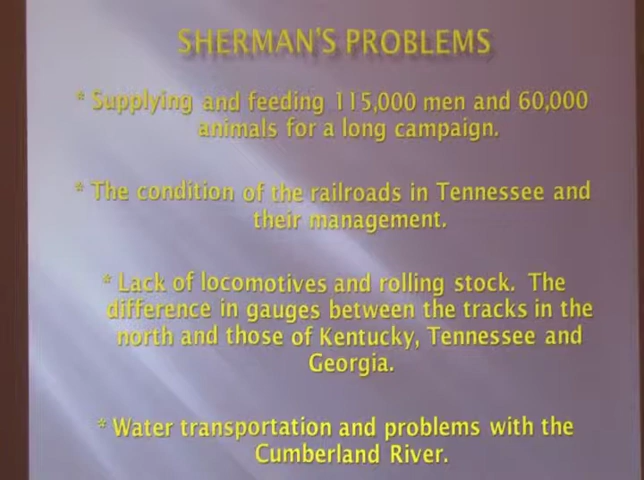 SHERMAN'S PROBLEMS
* Supplying and feeding 115,000 men and 60,000
animals for a long campaign.
* The condition of the railroads in Tennessee and
their management.
* Lack of locomotives and rolling stock. The
difference in gauges between the tracks in the
north and those of Kentucky, Tennessee and
Georgia.
* Water transportation and problems with the
Cumberland River.